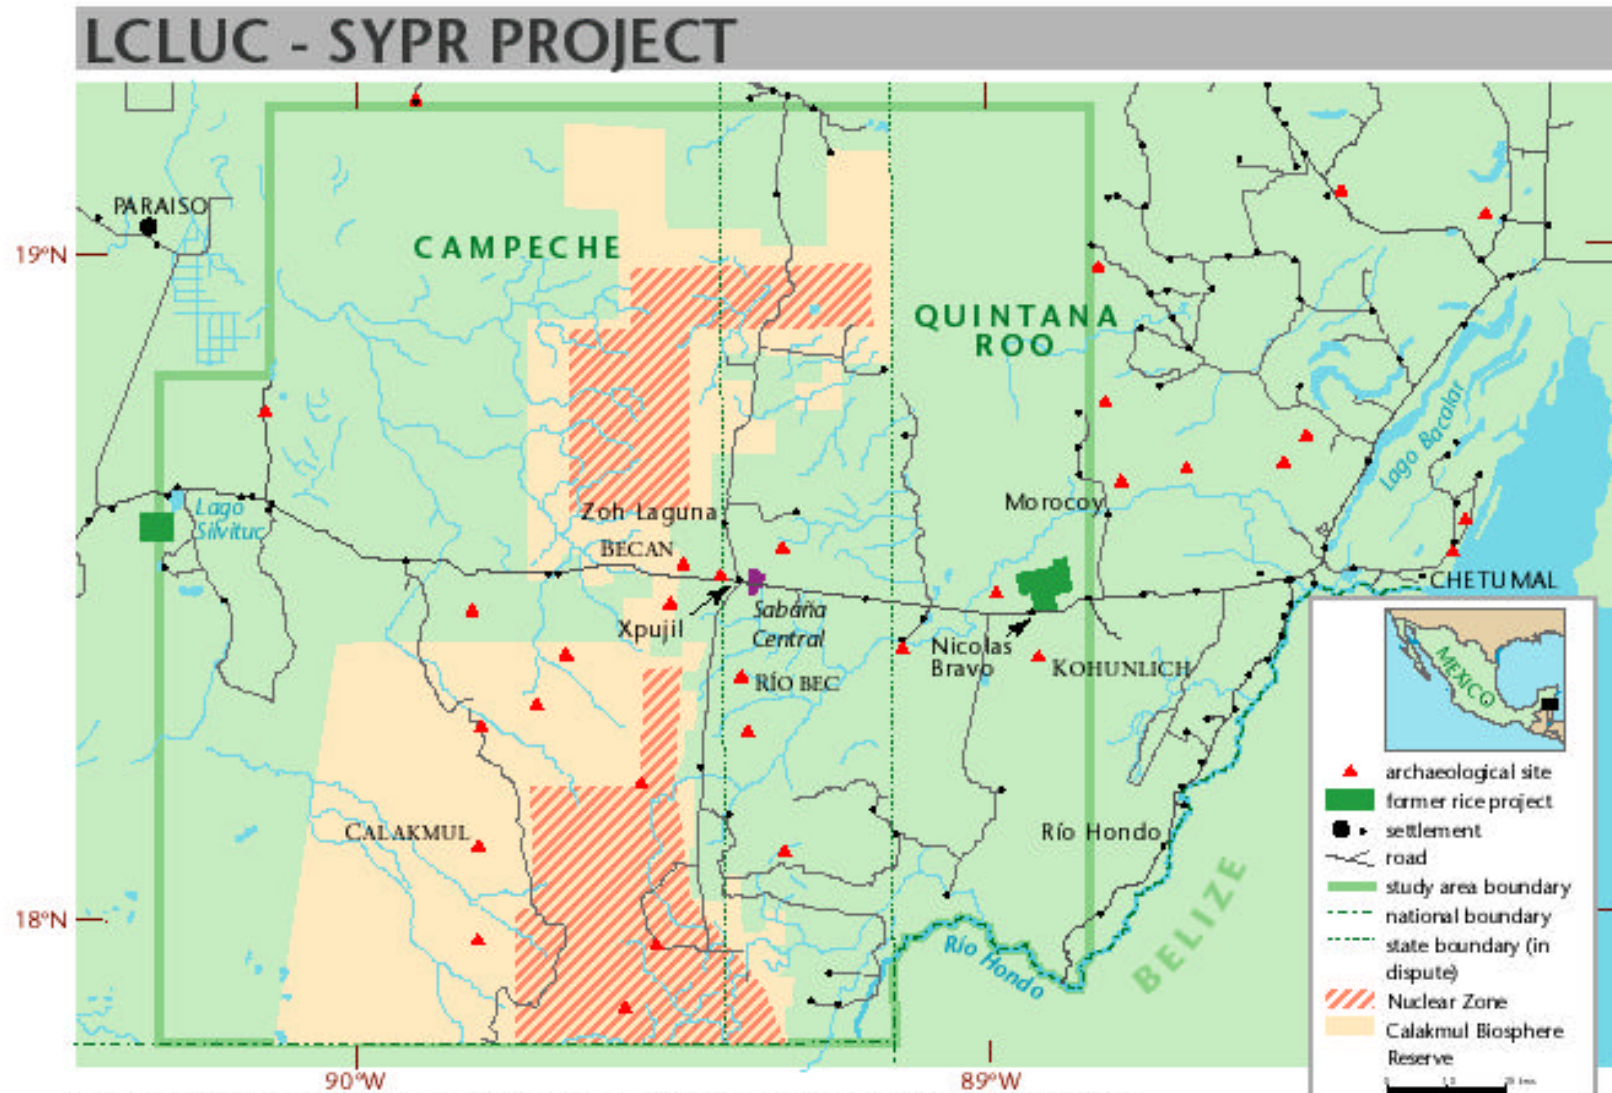 LCLUC - SYPR PROJECT
PARAISO
19°N
CAMPECHE
QUINTANA
ROO
Lago Bacalar
Lago
Silvituc
Zoh Laguna
Morocoy
BECAN
CHETUMAL
Sabana
Central
Xpujil
Nicolas
Bravo
KOHUNLICH
RÍO BEC
MEXICO
archaeological site
former rice project
CALAKMUL
Río Hondo
settlement
road
study area boundary
BELIZE
18°N
national boundary
Río Hondo
state boundary (in
dispute)
Nuclear Zone
Calakmul Biosphere
Reserve
90°W
89°W